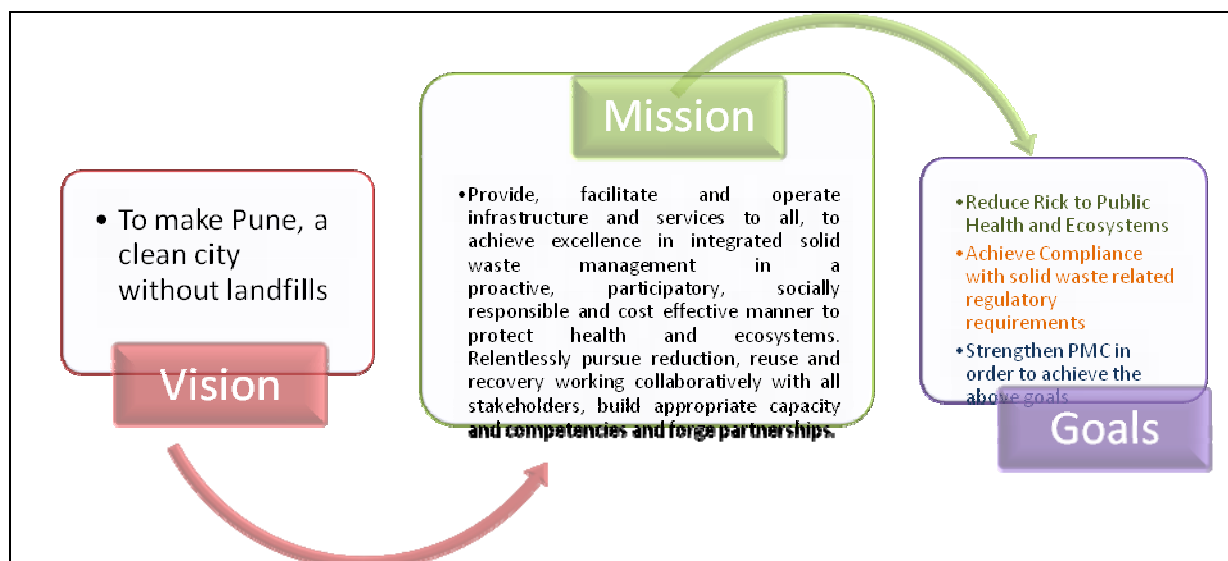 • To make Pune, a
clean city
without landfills
Vision
Mission
•Provide, facilitate and operate
infrastructure and services to all, to
achieve excellence in integrated solid
waste management in a
proactive, participatory, socially
responsible and cost effective manner to
protect health and ecosystems.
Relentlessly pursue reduction, reuse and
recovery working collaboratively with all
stakeholders, build appropriate capacity
and competencies and forge partnerships.
•Reduce Risk to Public
Health and Ecosystems
•Achieve Compliance
with solid waste related
regulatory
requirements
•Strengthen PMC in
order to achieve the
above goals
Goals